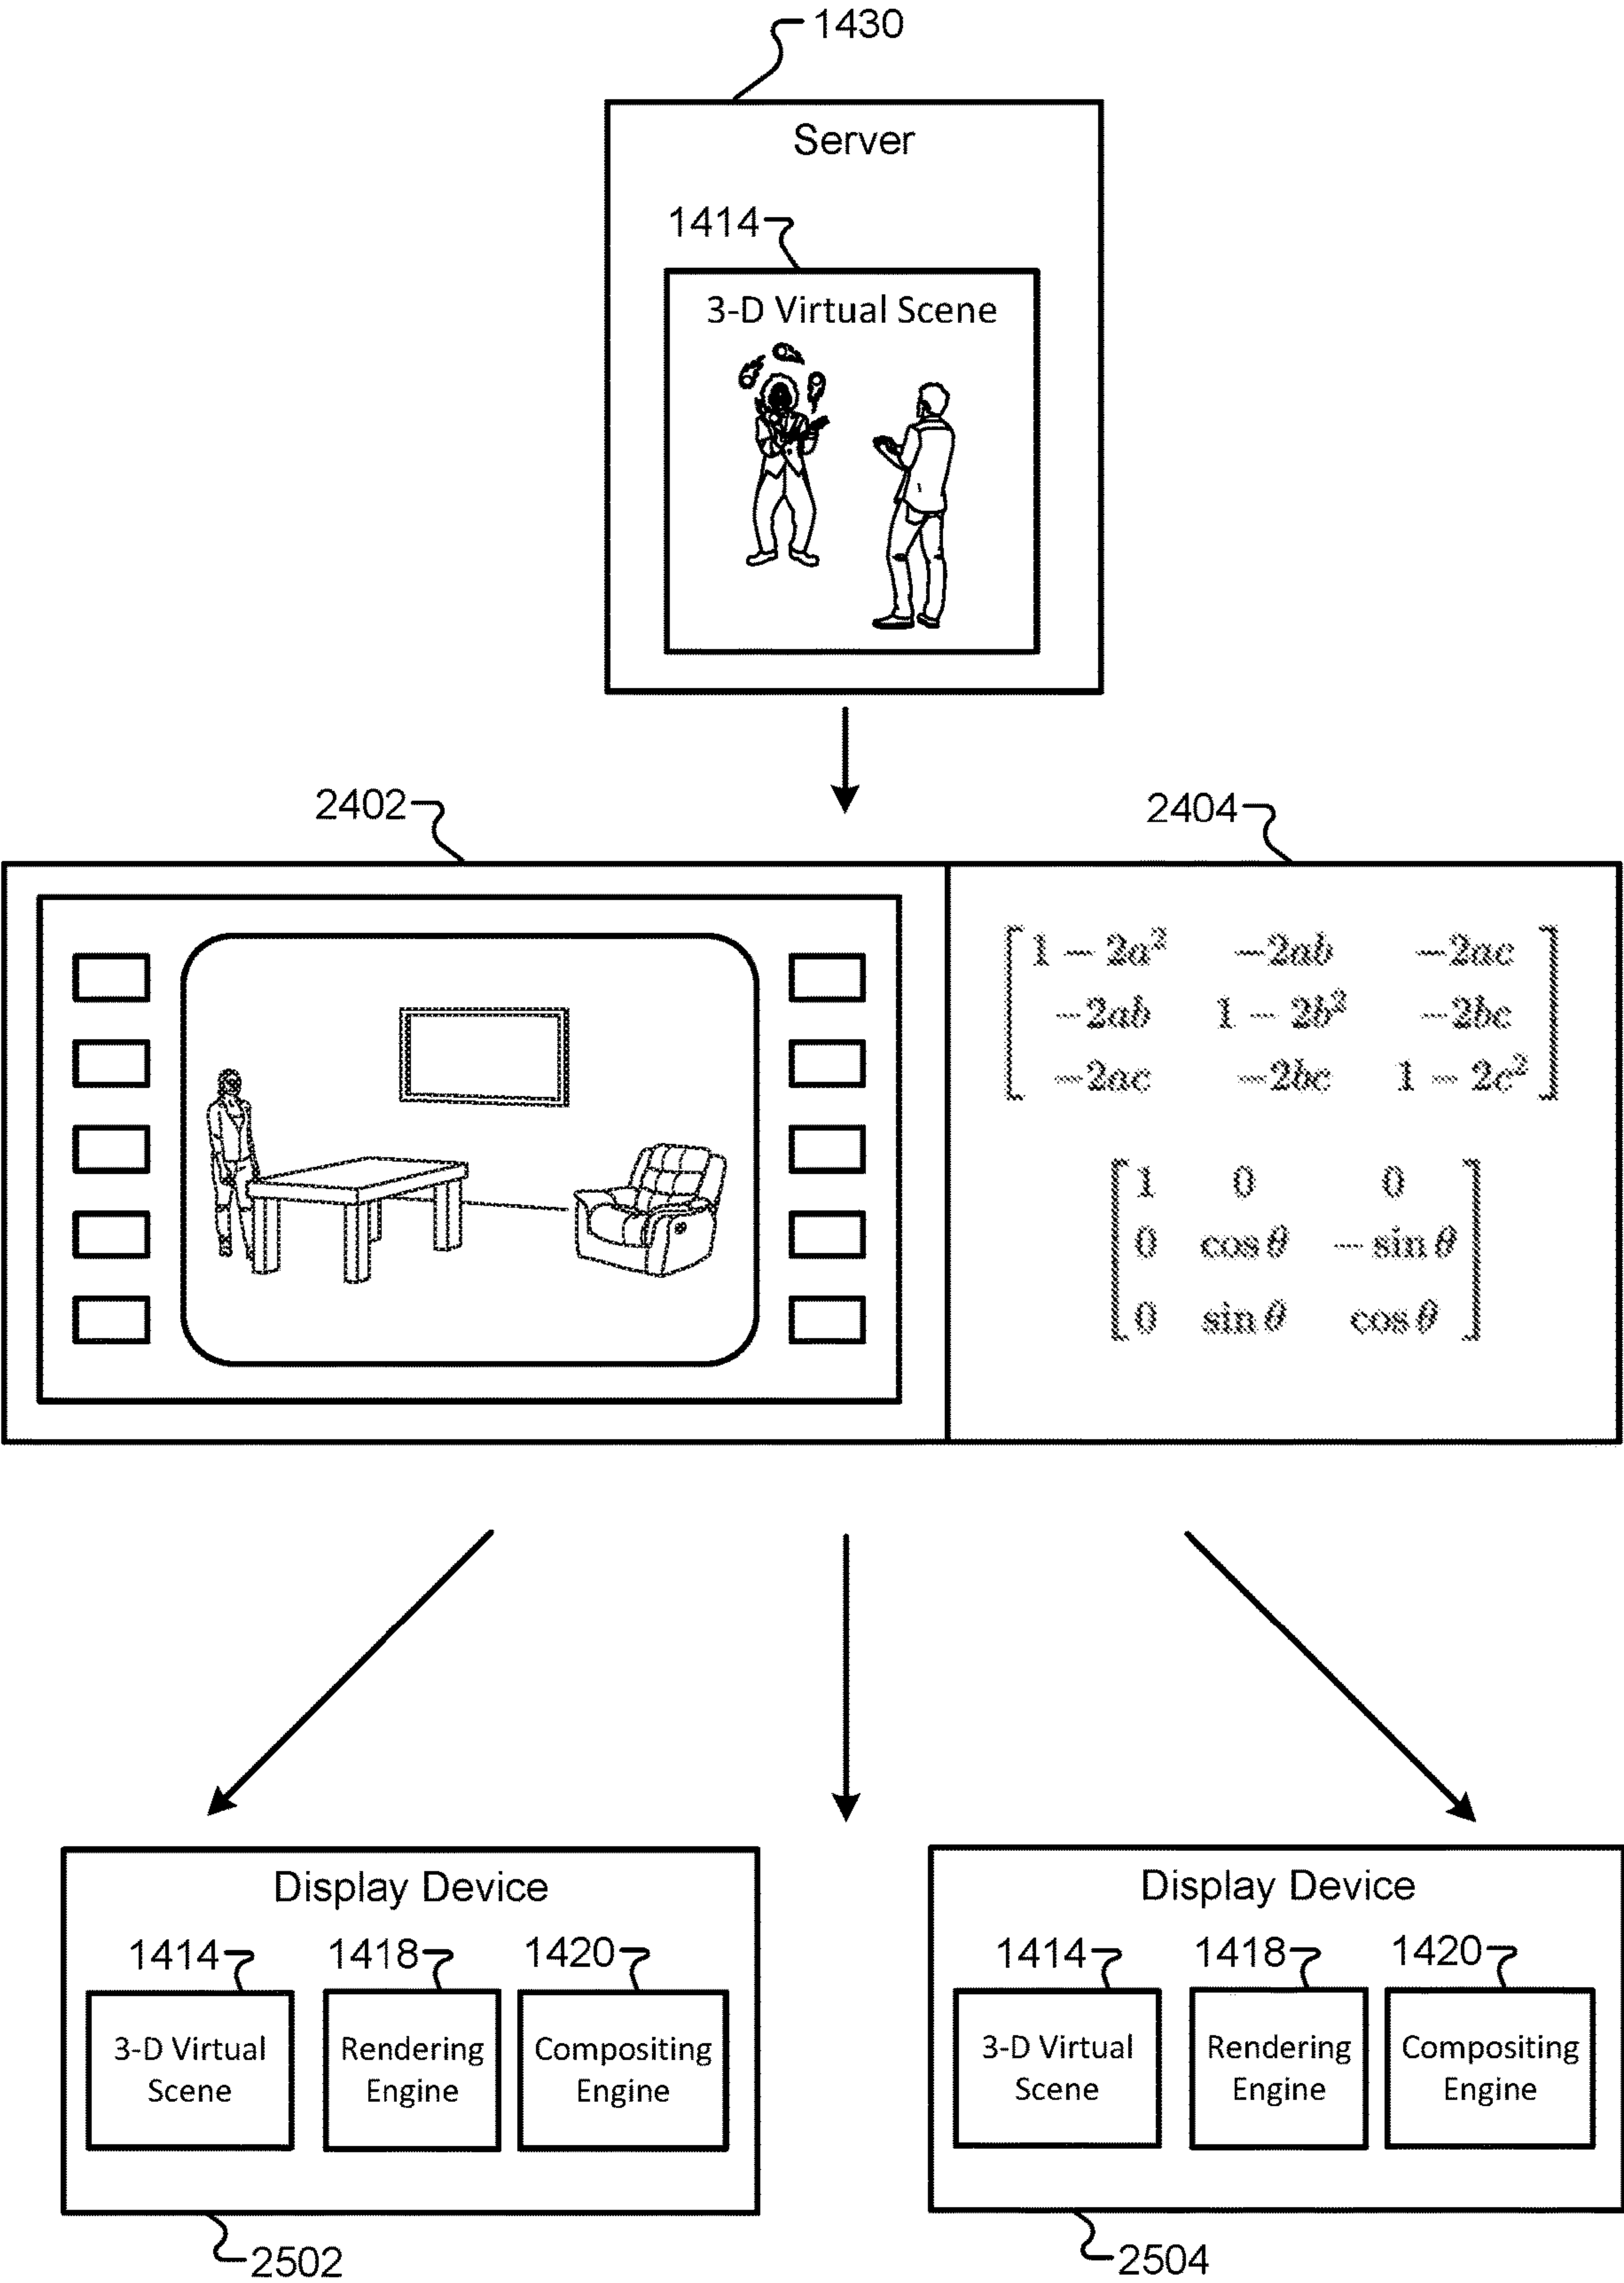 1430
Server
1414
3-D Virtual Scene
2402
2404
1 − 2a² −2ab −2ac
−2ab 1 − 2b² −2bc
−2ac −2bc 1 − 2c²
1 0 0
0 cos θ − sin θ
0 sin θ cos θ
Display Device
1414 1418 1420
3-D Virtual Scene
Rendering Engine
Compositing Engine
2502
Display Device
1414 1418 1420
3-D Virtual Scene
Rendering Engine
Compositing Engine
2504